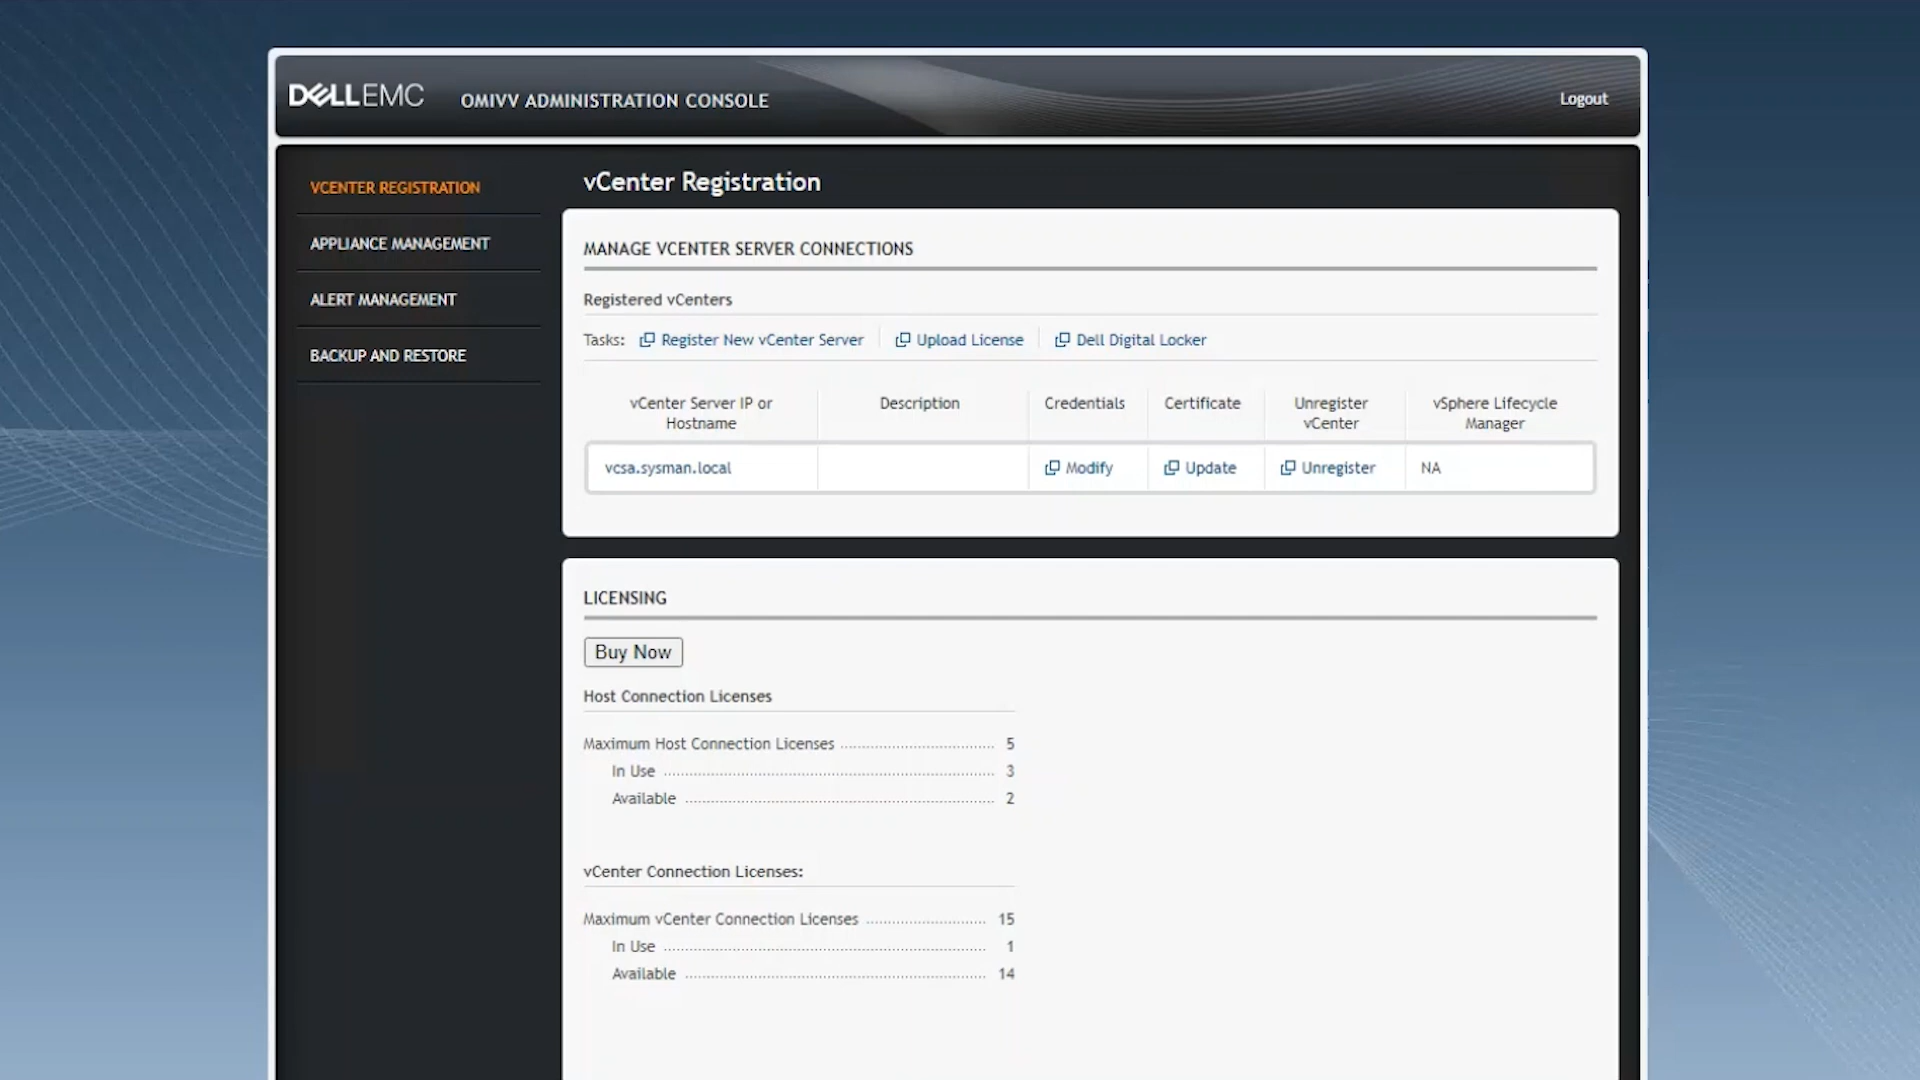 DELLEMC
OMIVV ADMINISTRATION CONSOLE
Logout
VCENTER REGISTRATION
APPLIANCE MANAGEMENT
ALERT MANAGEMENT
BACKUP AND RESTORE
vCenter Registration
MANAGE VCENTER SERVER CONNECTIONS
Registered vCenters
Tasks: Register New vCenter Server Upload License Dell Digital Locker
vCenter Server IP or Hostname Description Credentials Certificate Unregister vCenter vSphere Lifecycle Manager
vcsa.sysman.local Modify Update Unregister NA
LICENSING
Buy Now
Host Connection Licenses
Maximum Host Connection Licenses 5
In Use 3
Available 2
vCenter Connection Licenses:
Maximum vCenter Connection Licenses 15
In Use 1
Available 14